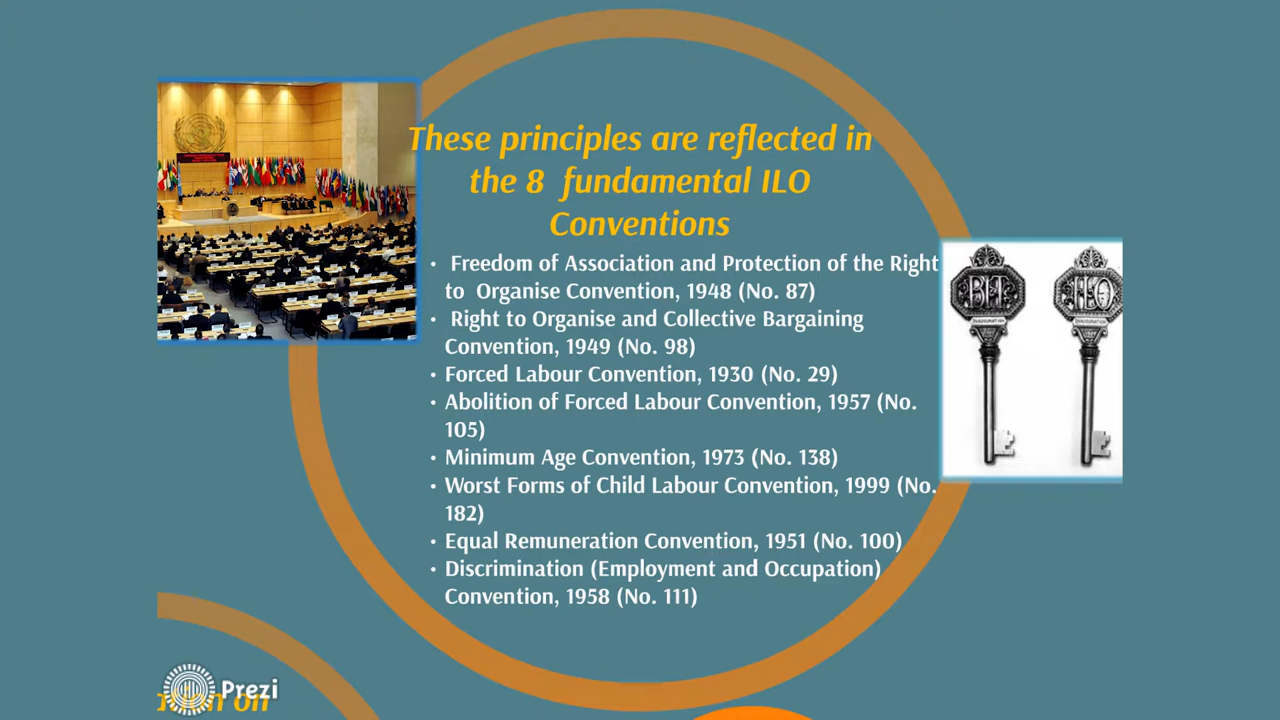 These principles are reflected in
the 8 fundamental ILO
Conventions
• Freedom of Association and Protection of the Right
to Organise Convention, 1948 (No. 87)
• Right to Organise and Collective Bargaining
Convention, 1949 (No. 98)
• Forced Labour Convention, 1930 (No. 29)
• Abolition of Forced Labour Convention, 1957 (No.
105)
• Minimum Age Convention, 1973 (No. 138)
• Worst Forms of Child Labour Convention, 1999 (No.
182)
• Equal Remuneration Convention, 1951 (No. 100)
• Discrimination (Employment and Occupation)
Convention, 1958 (No. 111)
BIT
ILO
Prezi
on